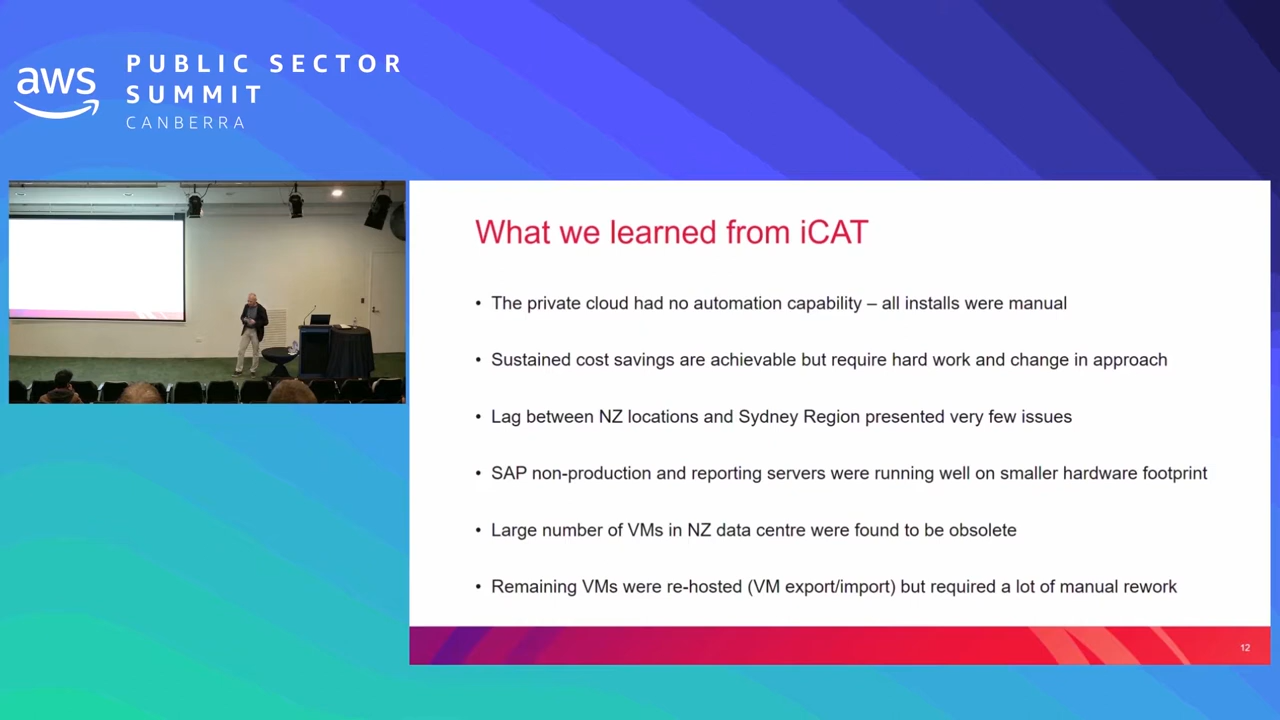 aws
PUBLIC SECTOR
SUMMIT
CANBERRA
What we learned from iCAT
• The private cloud had no automation capability – all installs were manual
• Sustained cost savings are achievable but require hard work and change in approach
• Lag between NZ locations and Sydney Region presented very few issues
• SAP non-production and reporting servers were running well on smaller hardware footprint
• Large number of VMs in NZ data centre were found to be obsolete
• Remaining VMs were re-hosted (VM export/import) but required a lot of manual rework
12